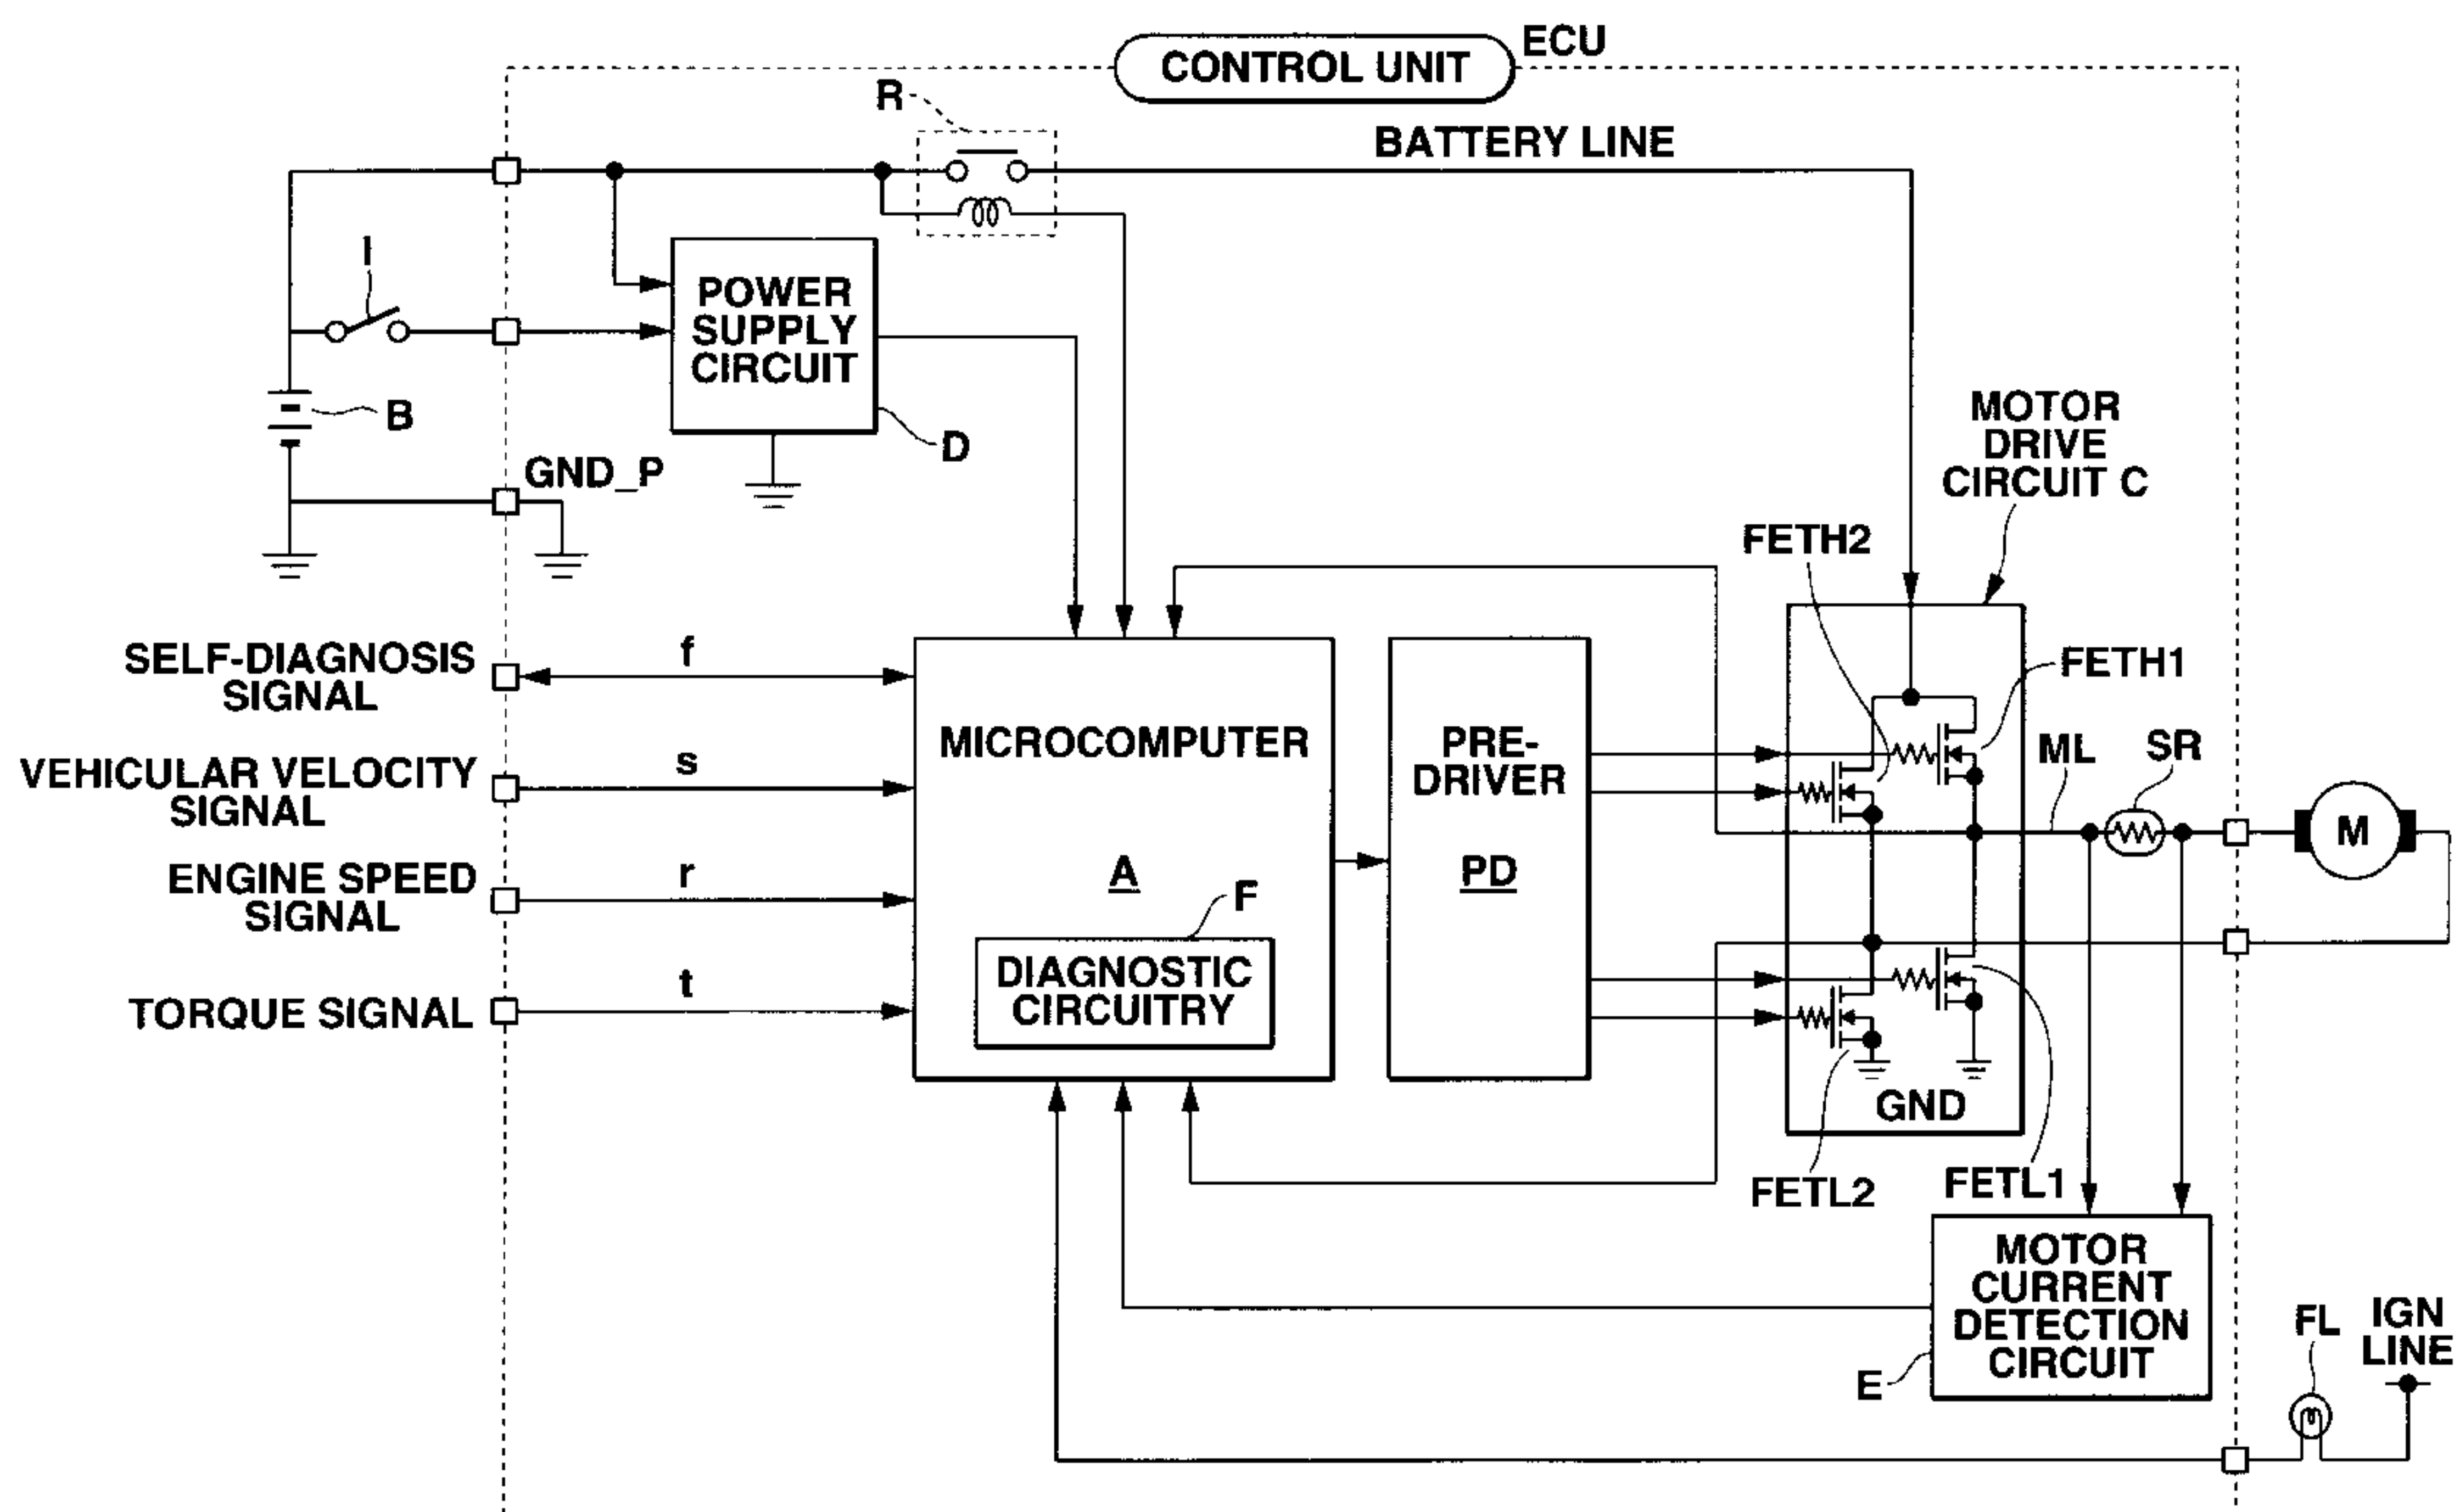 CONTROL UNIT
ECU
R
BATTERY LINE
I
POWER
SUPPLY
CIRCUIT
B
D
GND_P
MOTOR
DRIVE
CIRCUIT C
FETH2
FETH1
SELF-DIAGNOSIS
SIGNAL
f
VEHICULAR VELOCITY
SIGNAL
s
ENGINE SPEED
SIGNAL
r
TORQUE SIGNAL
t
MICROCOMPUTER
A
F
DIAGNOSTIC
CIRCUITRY
PRE-
DRIVER
PD
ML
SR
M
GND
FETL2
FETL1
MOTOR
CURRENT
DETECTION
CIRCUIT
E
FL
IGN
LINE